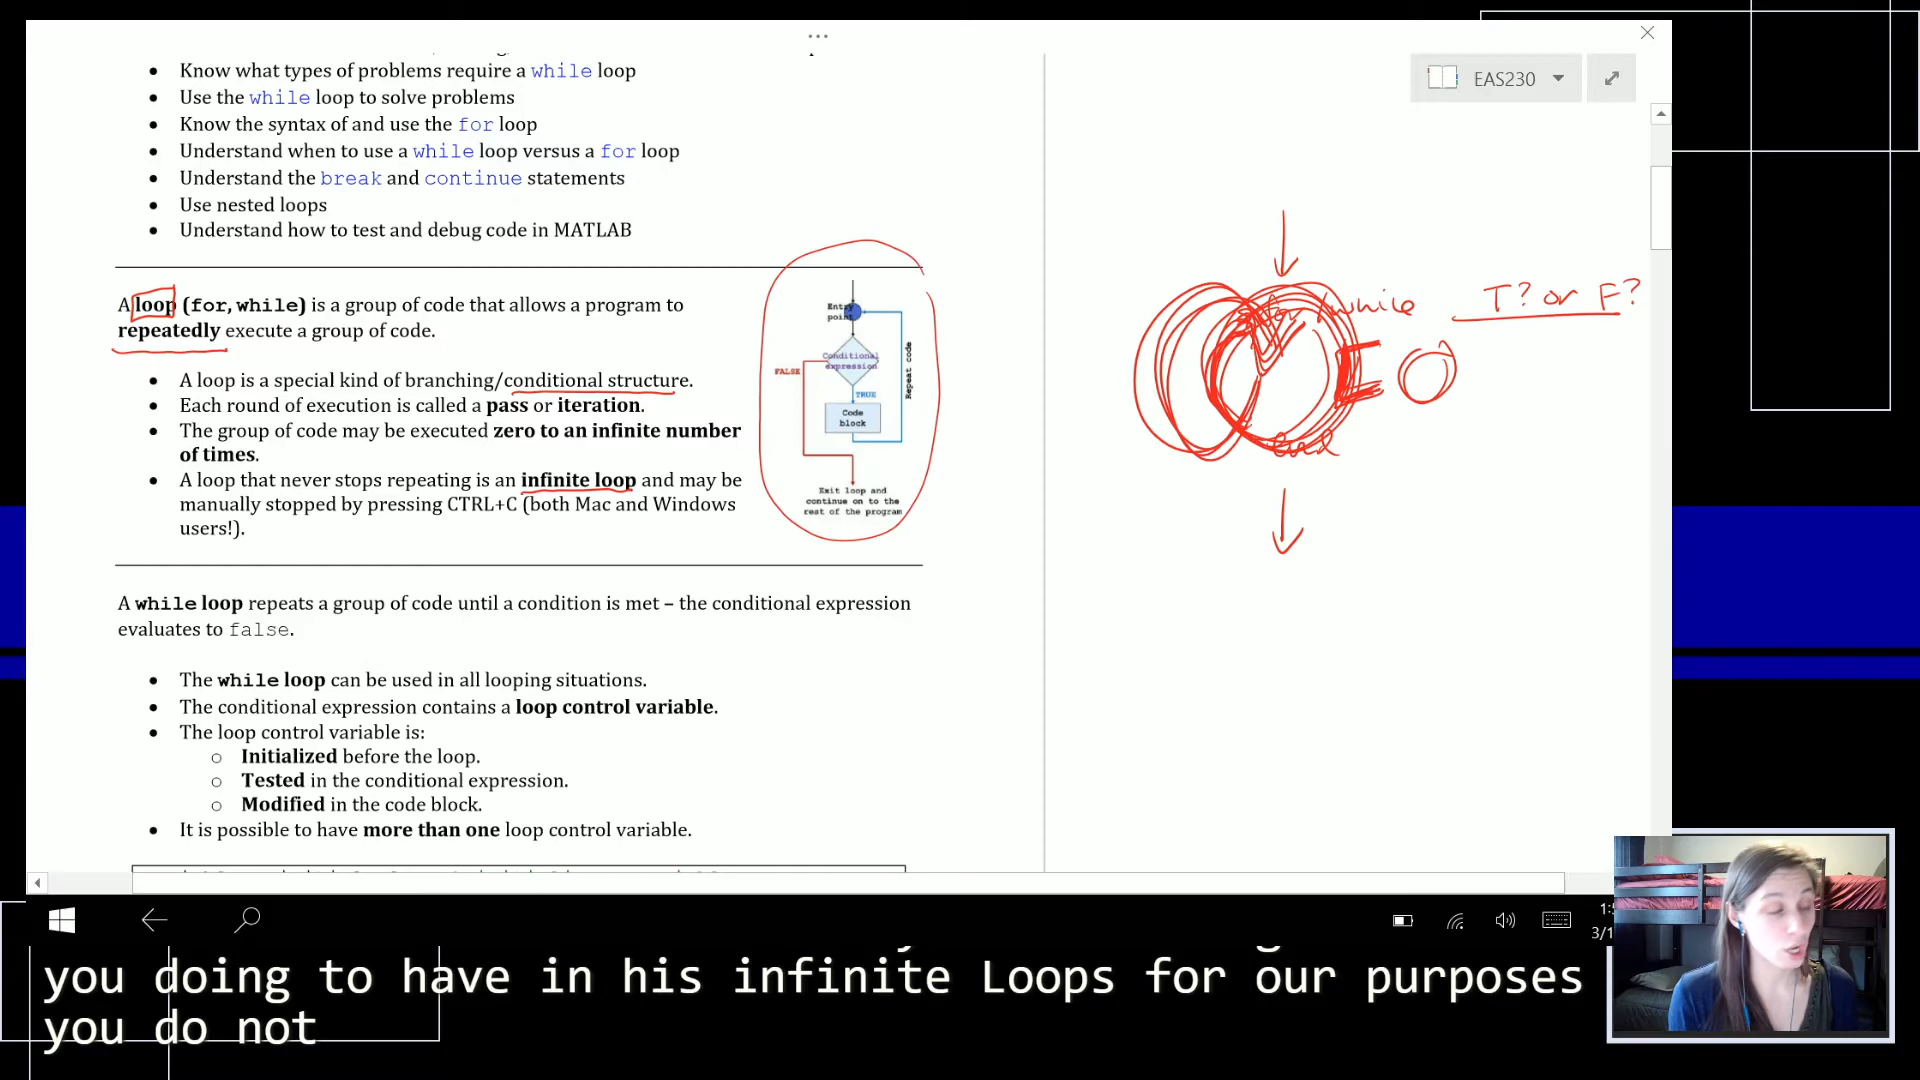 Know what types of problems require a while loop
EAS230
Use the while loop to solve problems
Know the syntax of and use the for loop
Understand when to use a while loop versus a for loop
Understand the break and continue statements
Use nested loops
Understand how to test and debug code in MATLAB
A loop (for, while) is a group of code that allows a program to
repeatedly execute a group of code.
A loop is a special kind of branching/conditional structure.
Each round of execution is called a pass or iteration.
The group of code may be executed zero to an infinite number
of times.
A loop that never stops repeating is an infinite loop and may be
manually stopped by pressing CTRL+C (both Mac and Windows
users!).
Entry
point
Conditional
expression
FALSE
TRUE
Repeat code
Code
block
Exit loop and
continue on to the
rest of the program
for/while
T? or F?
end
A while loop repeats a group of code until a condition is met – the conditional expression
evaluates to false.
The while loop can be used in all looping situations.
The conditional expression contains a loop control variable.
The loop control variable is:
Initialized before the loop.
Tested in the conditional expression.
Modified in the code block.
It is possible to have more than one loop control variable.
you doing to have in his infinite Loops for our purposes
you do not